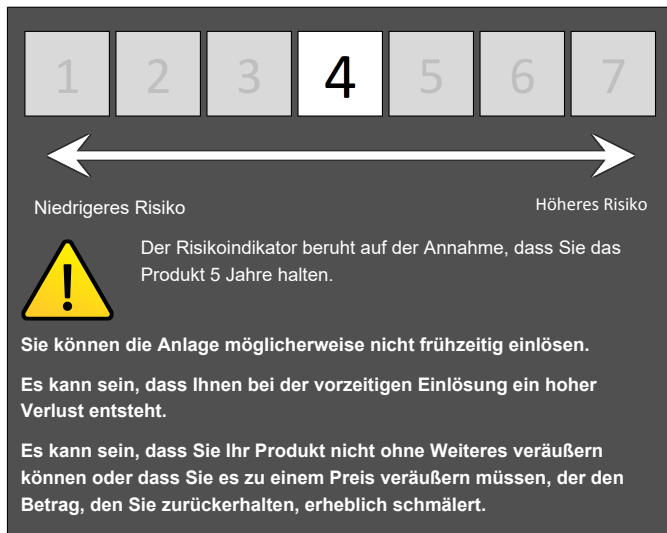 1 2 3 4 5 6 7
Niedrigeres Risiko Höheres Risiko
!
Der Risikoindikator beruht auf der Annahme, dass Sie das
Produkt 5 Jahre halten.
Sie können die Anlage möglicherweise nicht frühzeitig einlösen.
Es kann sein, dass Ihnen bei der vorzeitigen Einlösung ein hoher
Verlust entsteht.
Es kann sein, dass Sie Ihr Produkt nicht ohne Weiteres veräußern
können oder dass Sie es zu einem Preis veräußern müssen, der den
Betrag, den Sie zurückerhalten, erheblich schmälert.